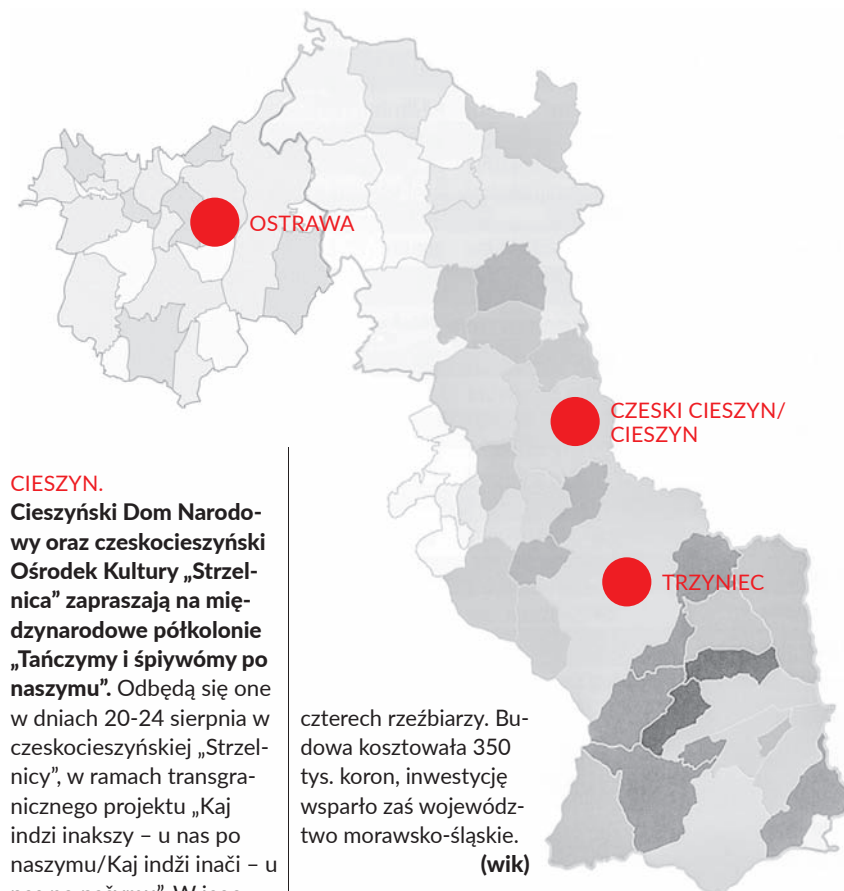 OSTRAWA
CZESKI CIESZYN/
CIESZYN
TRZYNIEC
CIESZYN.
Cieszyński Dom Narodo-
wy oraz czeskocieszyński
Ośrodek Kultury „Strzel-
nica” zapraszają na mię-
dzynarodowe półkolonie
„Tańczymy i śpiywómy po
naszymu”. Odbędą się one
w dniach 20-24 sierpnia w
czeskocieszyńskiej „Strzel-
nicy”, w ramach transgra-
nicznego projektu „Kaj
indzi inakszy – u nas po
naszymu/Kaj indżi inači – u
czterech rzeźbiarzy. Bu-
dowa kosztowała 350
tys. koron, inwestycję
wsparło zaś wojewódz-
two morawsko-śląskie.
(wik)